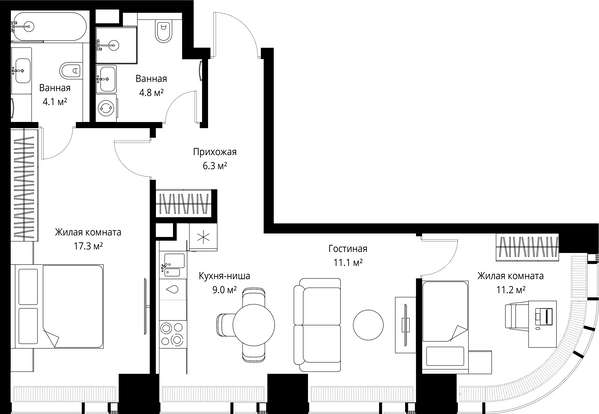 Ванная
4.1 м²
Ванная
4.8 м²
Прихожая
6.3 м²
Жилая комната
17.3 м²
Кухня-ниша
9.0 м²
Гостиная
11.1 м²
Жилая комната
11.2 м²